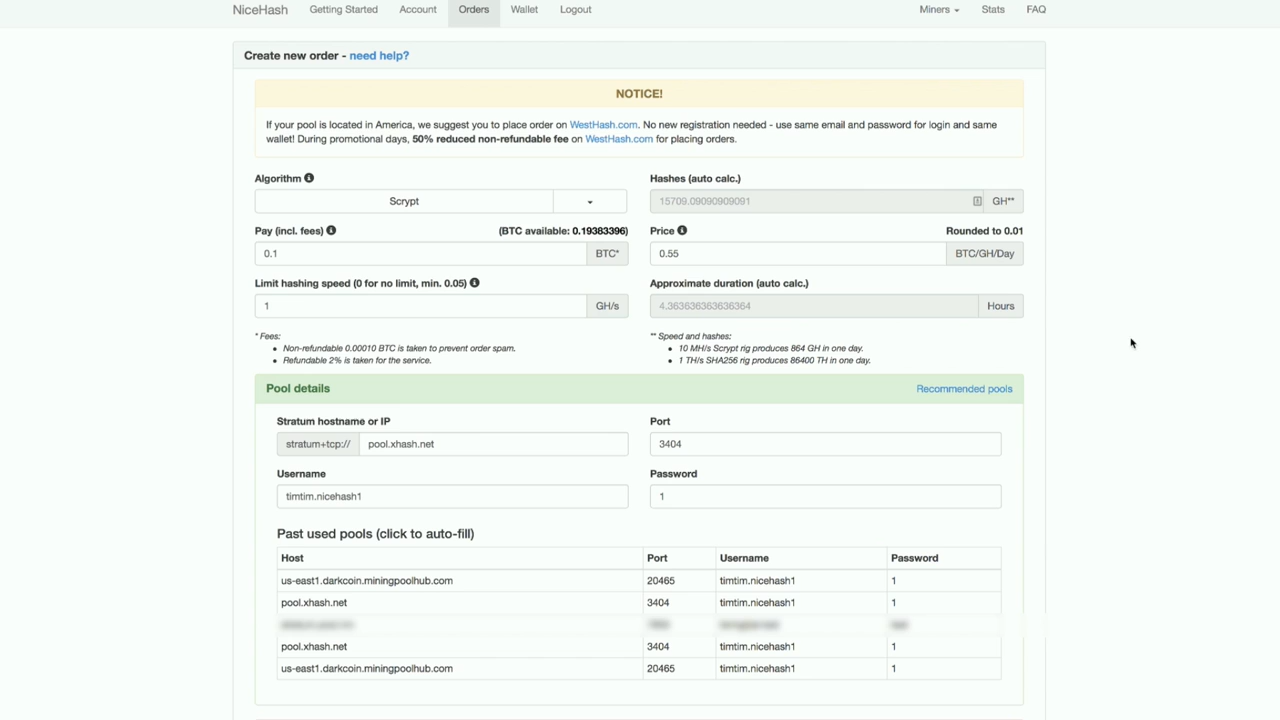 NiceHash Getting Started Account Orders Wallet Logout Miners Stats FAQ
Create new order - need help?
NOTICE!
If your pool is located in America, we suggest you to place order on WestHash.com. No new registration needed - use same email and password for login and same
wallet! During promotional days, 50% reduced non-refundable fee on WestHash.com for placing orders.
Algorithm Hashes (auto calc.)
Scrypt 15709.09090909091 GH**
Pay (incl. fees) (BTC available: 0.19383396) Price Rounded to 0.01
0.1 BTC* 0.55 BTC/GH/Day
Limit hashing speed (0 for no limit, min. 0.05) Approximate duration (auto calc.)
1 GH/s 4.363636363636364 Hours
* Fees: ** Speed and hashes:
• Non-refundable 0.00010 BTC is taken to prevent order spam. • 10 MH/s Scrypt rig produces 864 GH in one day.
• Refundable 2% is taken for the service. • 1 TH/s SHA256 rig produces 86400 TH in one day.
Pool details Recommended pools
Stratum hostname or IP Port
stratum+tcp:// pool.xhash.net 3404
Username Password
timtim.nicehash1 1
Past used pools (click to auto-fill)
Host Port Username Password
us-east1.darkcoin.miningpoolhub.com 20465 timtim.nicehash1 1
pool.xhash.net 3404 timtim.nicehash1 1
pool.xhash.net 3404 timtim.nicehash1 1
us-east1.darkcoin.miningpoolhub.com 20465 timtim.nicehash1 1